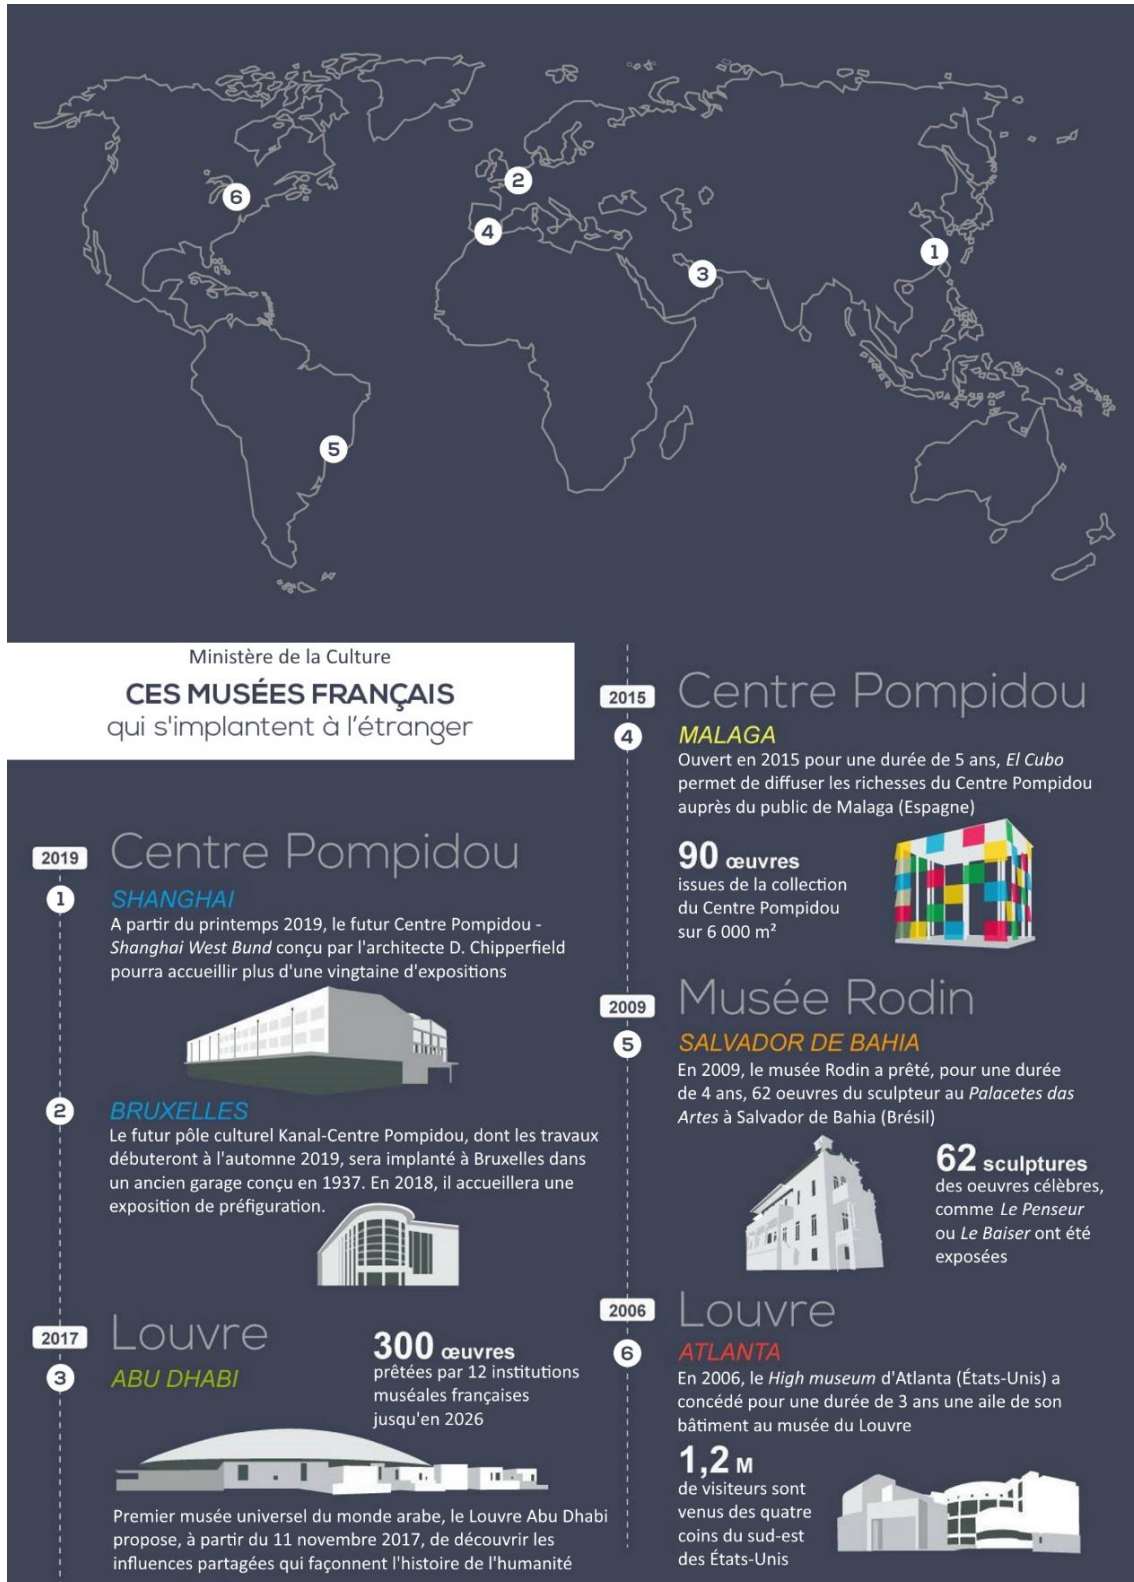 6
2
4
3
1
5
Ministère de la Culture
CES MUSÉES FRANÇAIS
qui s'implantent à l'étranger
2019
Centre Pompidou
1
SHANGHAI
A partir du printemps 2019, le futur Centre Pompidou -
Shanghai West Bund conçu par l'architecte D. Chipperfield
pourra accueillir plus d'une vingtaine d'expositions
2
BRUXELLES
Le futur pôle culturel Kanal-Centre Pompidou, dont les travaux
débuteront à l'automne 2019, sera implanté à Bruxelles dans
un ancien garage conçu en 1937. En 2018, il accueillera une
exposition de préfiguration.
2017
Louvre
3
ABU DHABI
300 œuvres
prêtées par 12 institutions
muséales françaises
jusqu'en 2026
Premier musée universel du monde arabe, le Louvre Abu Dhabi
propose, à partir du 11 novembre 2017, de découvrir les
influences partagées qui façonnent l'histoire de l'humanité
2015
Centre Pompidou
4
MALAGA
Ouvert en 2015 pour une durée de 5 ans, El Cubo
permet de diffuser les richesses du Centre Pompidou
auprès du public de Malaga (Espagne)
90 œuvres
issues de la collection
du Centre Pompidou
sur 6 000 m²
2009
Musée Rodin
5
SALVADOR DE BAHIA
En 2009, le musée Rodin a prêté, pour une durée
de 4 ans, 62 oeuvres du sculpteur au Palacetes das
Artes à Salvador de Bahia (Brésil)
62 sculptures
des oeuvres célèbres,
comme Le Penseur
ou Le Baiser ont été
exposées
2006
Louvre
6
ATLANTA
En 2006, le High museum d'Atlanta (États-Unis) a
concédé pour une durée de 3 ans une aile de son
bâtiment au musée du Louvre
1,2 M
de visiteurs sont
venus des quatre
coins du sud-est
des États-Unis